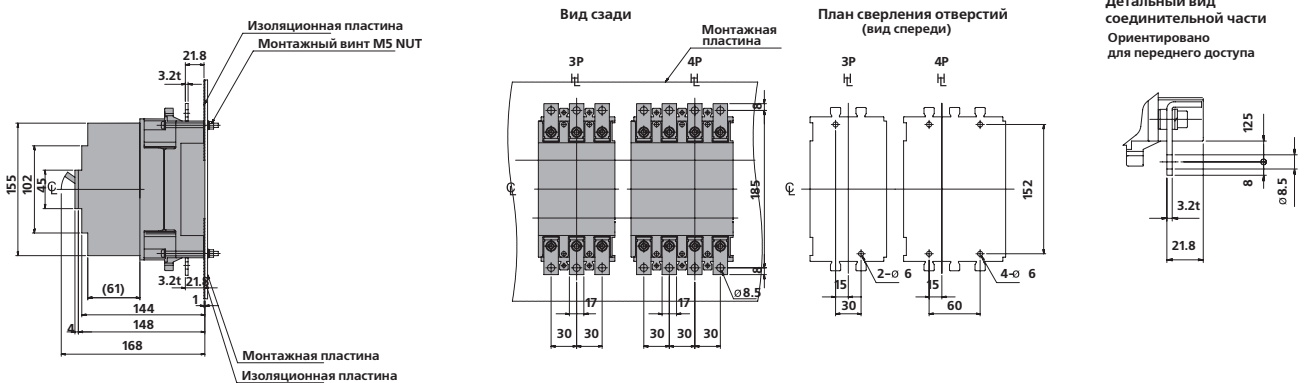 Изоляционная пластина
Монтажный винт M5 NUT
21.8
3.2t
155
102
45
℄
3.2t
21.8
(61)
1
144
4
148
168
Монтажная пластина
Изоляционная пластина
Вид сзади
Монтажная
пластина
3P
4P
8
185
8
ø8.5
17
17
30
30
30
30
30
План сверления отверстий
(вид спереди)
3P
4P
℄
152
2-ø 6
4-ø 6
15
15
30
60
Детальный вид
соединительной части
Ориентировано
для переднего доступа
125
8
ø8.5
3.2t
21.8